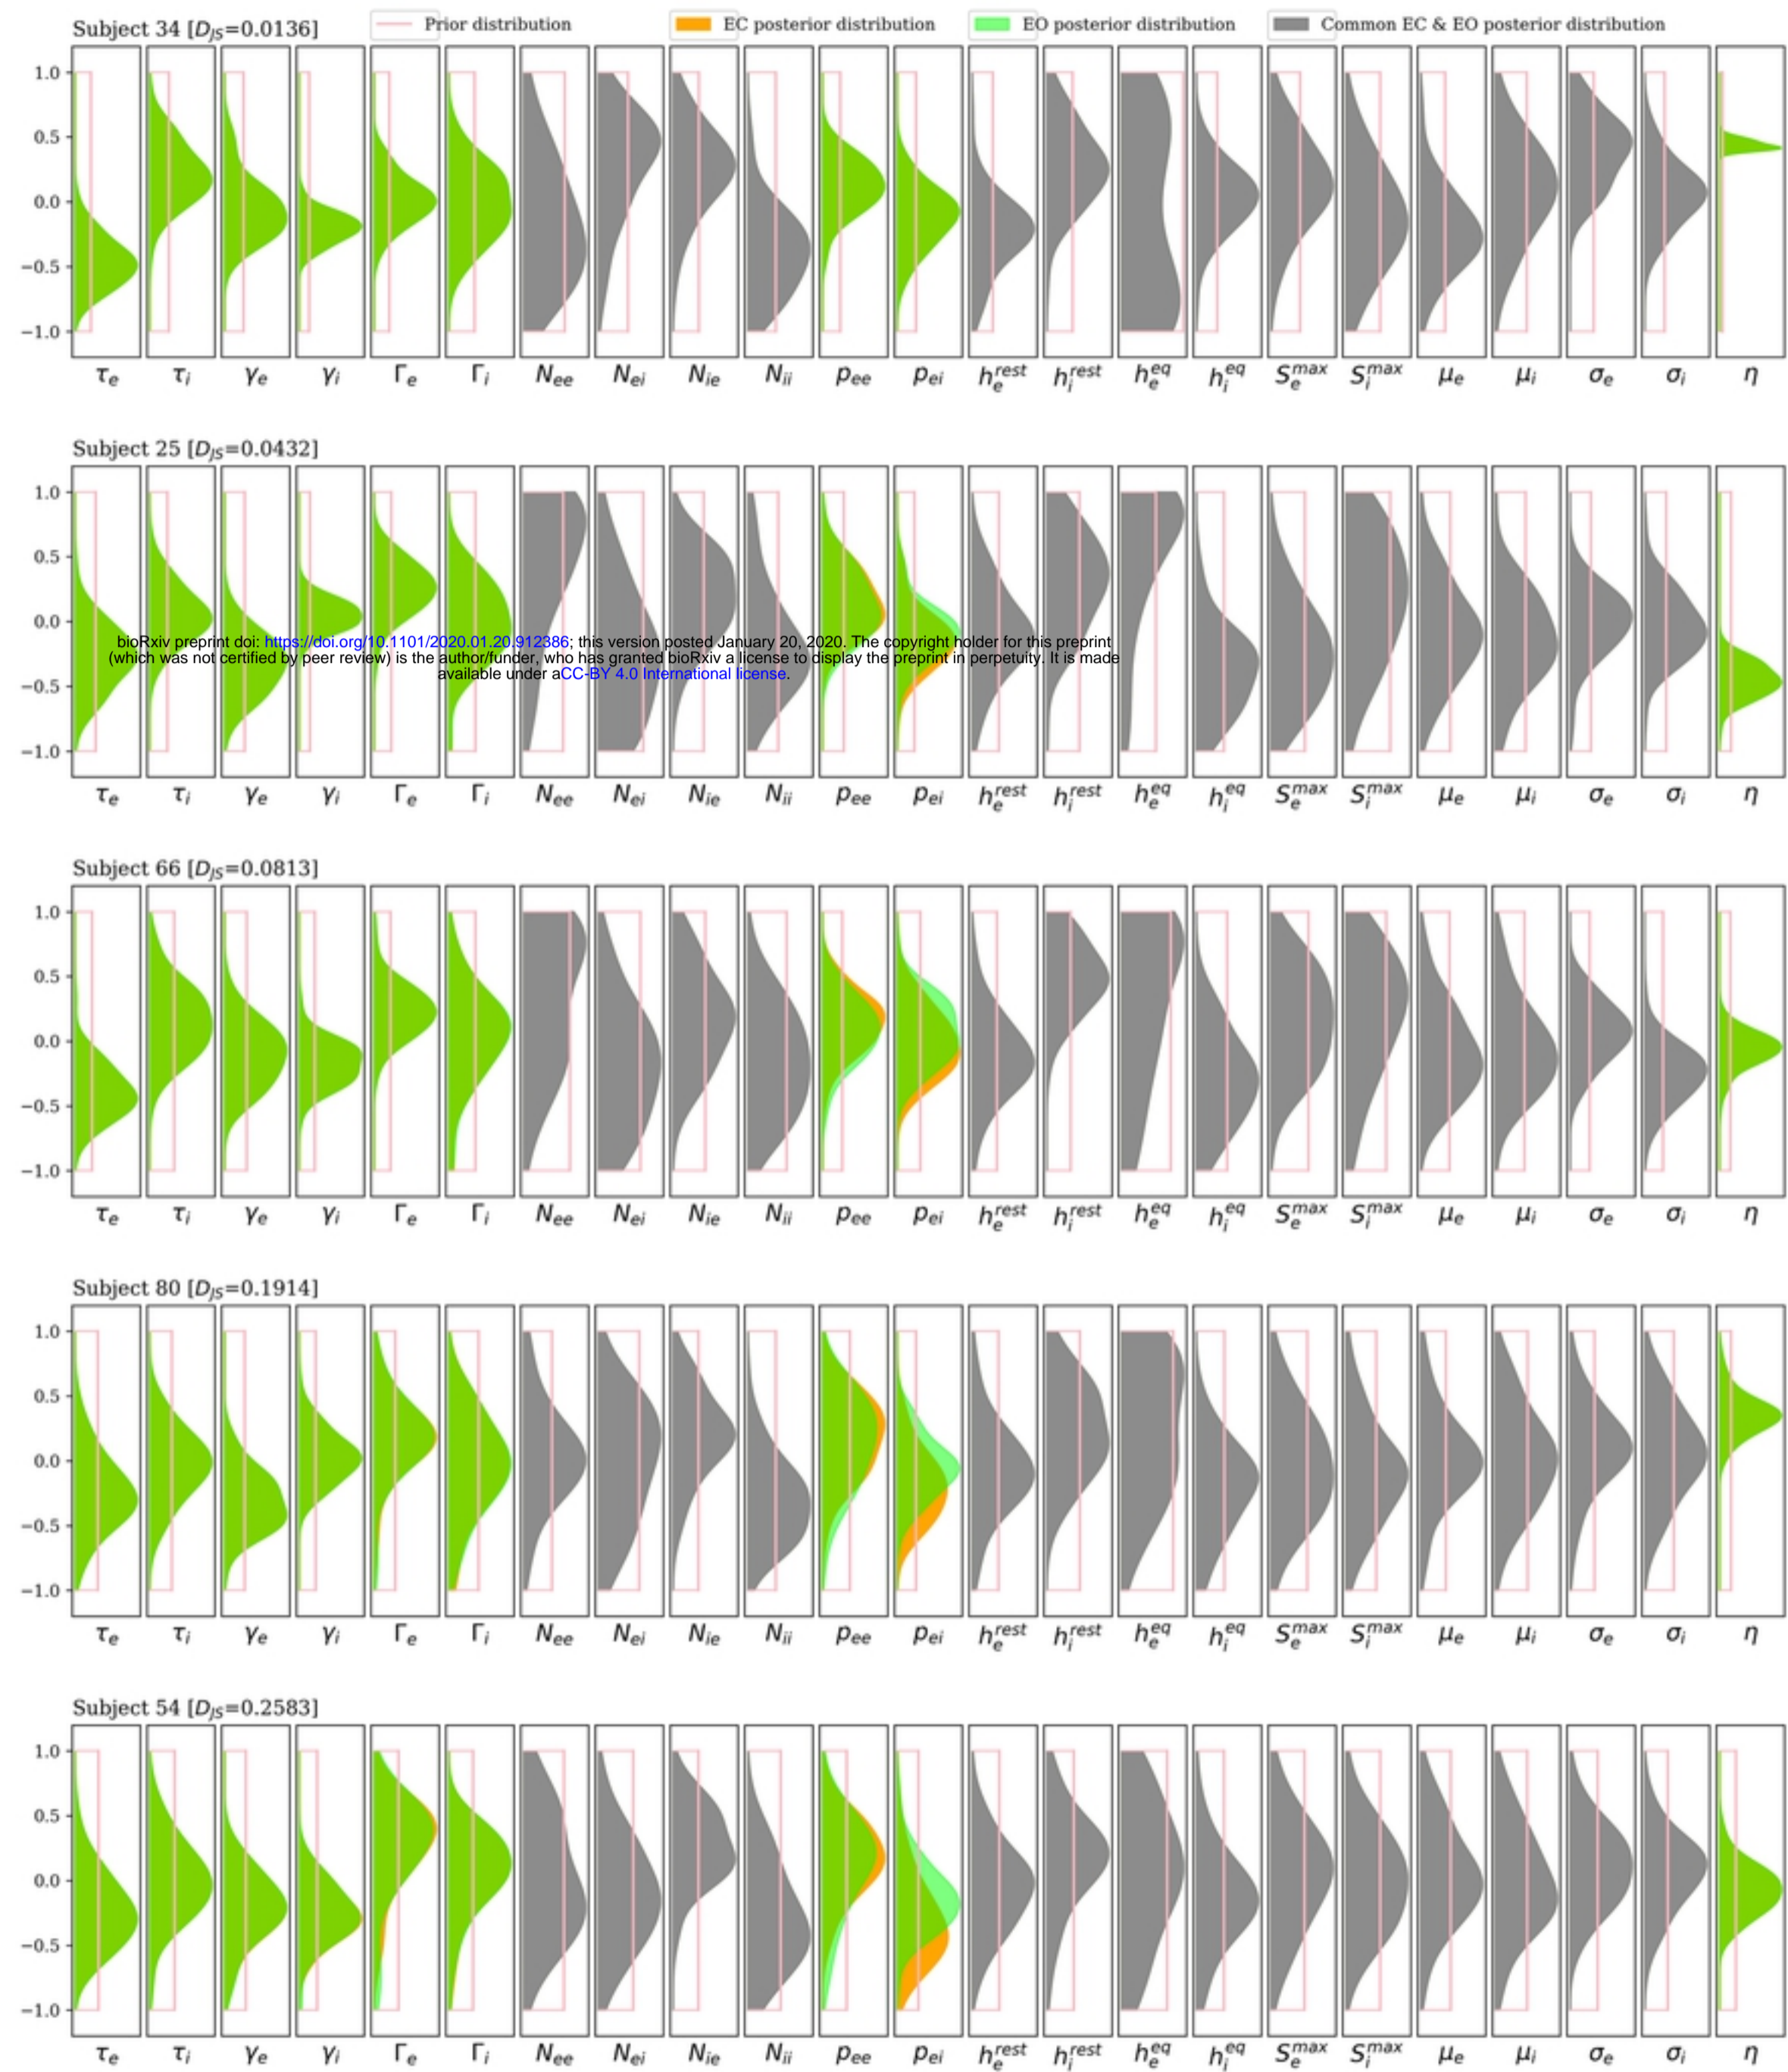 Prior distribution EC posterior distribution EO posterior distribution Common EC & EO posterior distribution
Subject 34 [D_JS=0.0136]
1.0
0.5
0.0
−0.5
−1.0
τ_e τ_i γ_e γ_i Γ_e Γ_i N_ee N_ei N_ie N_ii p_ee p_ei h_e^rest h_i^rest h_e^eq h_i^eq S_e^max S_i^max μ_e μ_i σ_e σ_i η
Subject 25 [D_JS=0.0432]
1.0
0.5
0.0
bioRxiv preprint doi: https://doi.org/10.1101/2020.01.20.912386; this version posted January 20, 2020. The copyright holder for this preprint
(which was not certified by peer review) is the author/funder, who has granted bioRxiv a license to display the preprint in perpetuity. It is made
available under aCC-BY 4.0 International license.
−0.5
−1.0
τ_e τ_i γ_e γ_i Γ_e Γ_i N_ee N_ei N_ie N_ii p_ee p_ei h_e^rest h_i^rest h_e^eq h_i^eq S_e^max S_i^max μ_e μ_i σ_e σ_i η
Subject 66 [D_JS=0.0813]
1.0
0.5
0.0
−0.5
−1.0
τ_e τ_i γ_e γ_i Γ_e Γ_i N_ee N_ei N_ie N_ii p_ee p_ei h_e^rest h_i^rest h_e^eq h_i^eq S_e^max S_i^max μ_e μ_i σ_e σ_i η
Subject 80 [D_JS=0.1914]
1.0
0.5
0.0
−0.5
−1.0
τ_e τ_i γ_e γ_i Γ_e Γ_i N_ee N_ei N_ie N_ii p_ee p_ei h_e^rest h_i^rest h_e^eq h_i^eq S_e^max S_i^max μ_e μ_i σ_e σ_i η
Subject 54 [D_JS=0.2583]
1.0
0.5
0.0
−0.5
−1.0
τ_e τ_i γ_e γ_i Γ_e Γ_i N_ee N_ei N_ie N_ii p_ee p_ei h_e^rest h_i^rest h_e^eq h_i^eq S_e^max S_i^max μ_e μ_i σ_e σ_i η